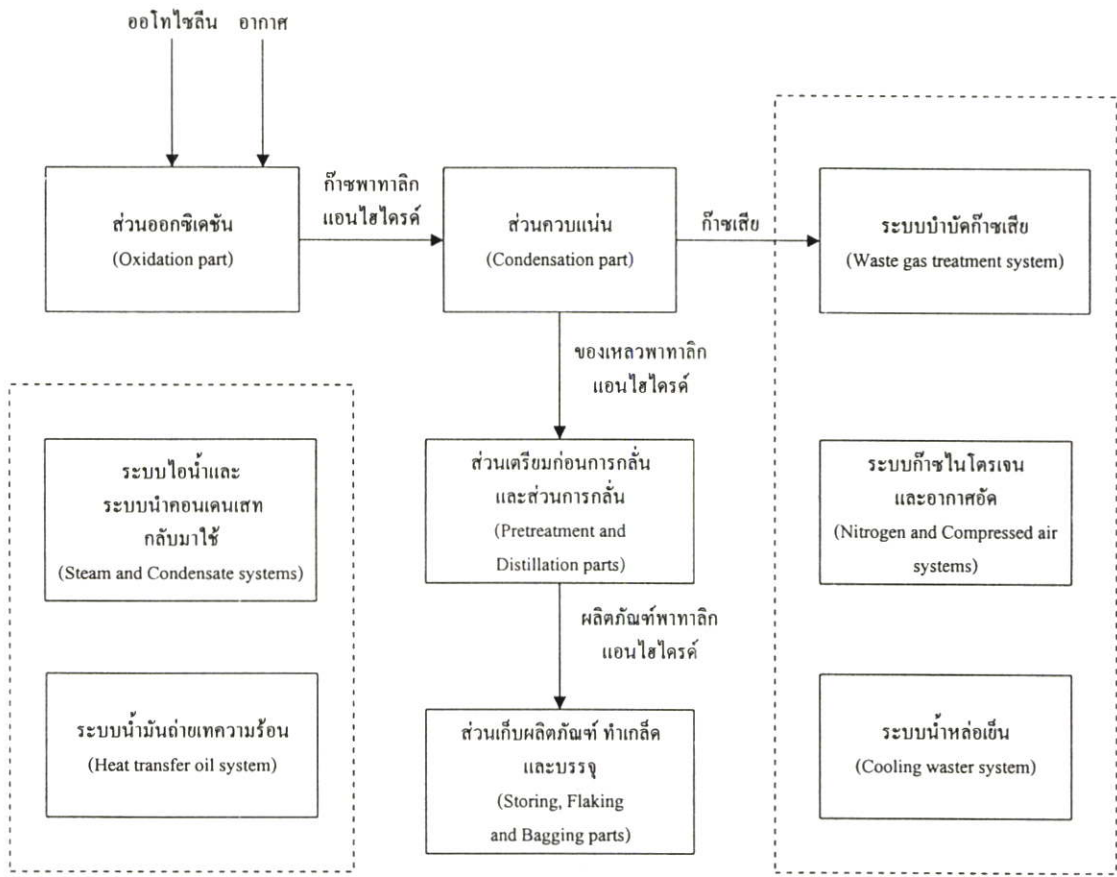 ออโทไซลีน
อากาศ
ส่วนออกซิเดชัน
(Oxidation part)
ก๊าซพาทาลิก
แอนไฮไดรค์
ส่วนควบแน่น
(Condensation part)
ก๊าซเสีย
ระบบบำบัดก๊าซเสีย
(Waste gas treatment system)
ของเหลวพาทาลิก
แอนไฮไดรค์
ระบบไอน้ำและ
ระบบนำคอนเดนเสท
กลับมาใช้
(Steam and Condensate systems)
ส่วนเตรียมก่อนการกลั่น
และส่วนการกลั่น
(Pretreatment and
Distillation parts)
ระบบก๊าซไนโตรเจน
และอากาศอัด
(Nitrogen and Compressed air
systems)
ผลิตภัณฑ์พาทาลิก
แอนไฮไดรค์
ระบบน้ำมันถ่ายเทความร้อน
(Heat transfer oil system)
ส่วนเก็บผลิตภัณฑ์ ทำเกล็ด
และบรรจุ
(Storing, Flaking
and Bagging parts)
ระบบน้ำหล่อเย็น
(Cooling waster system)